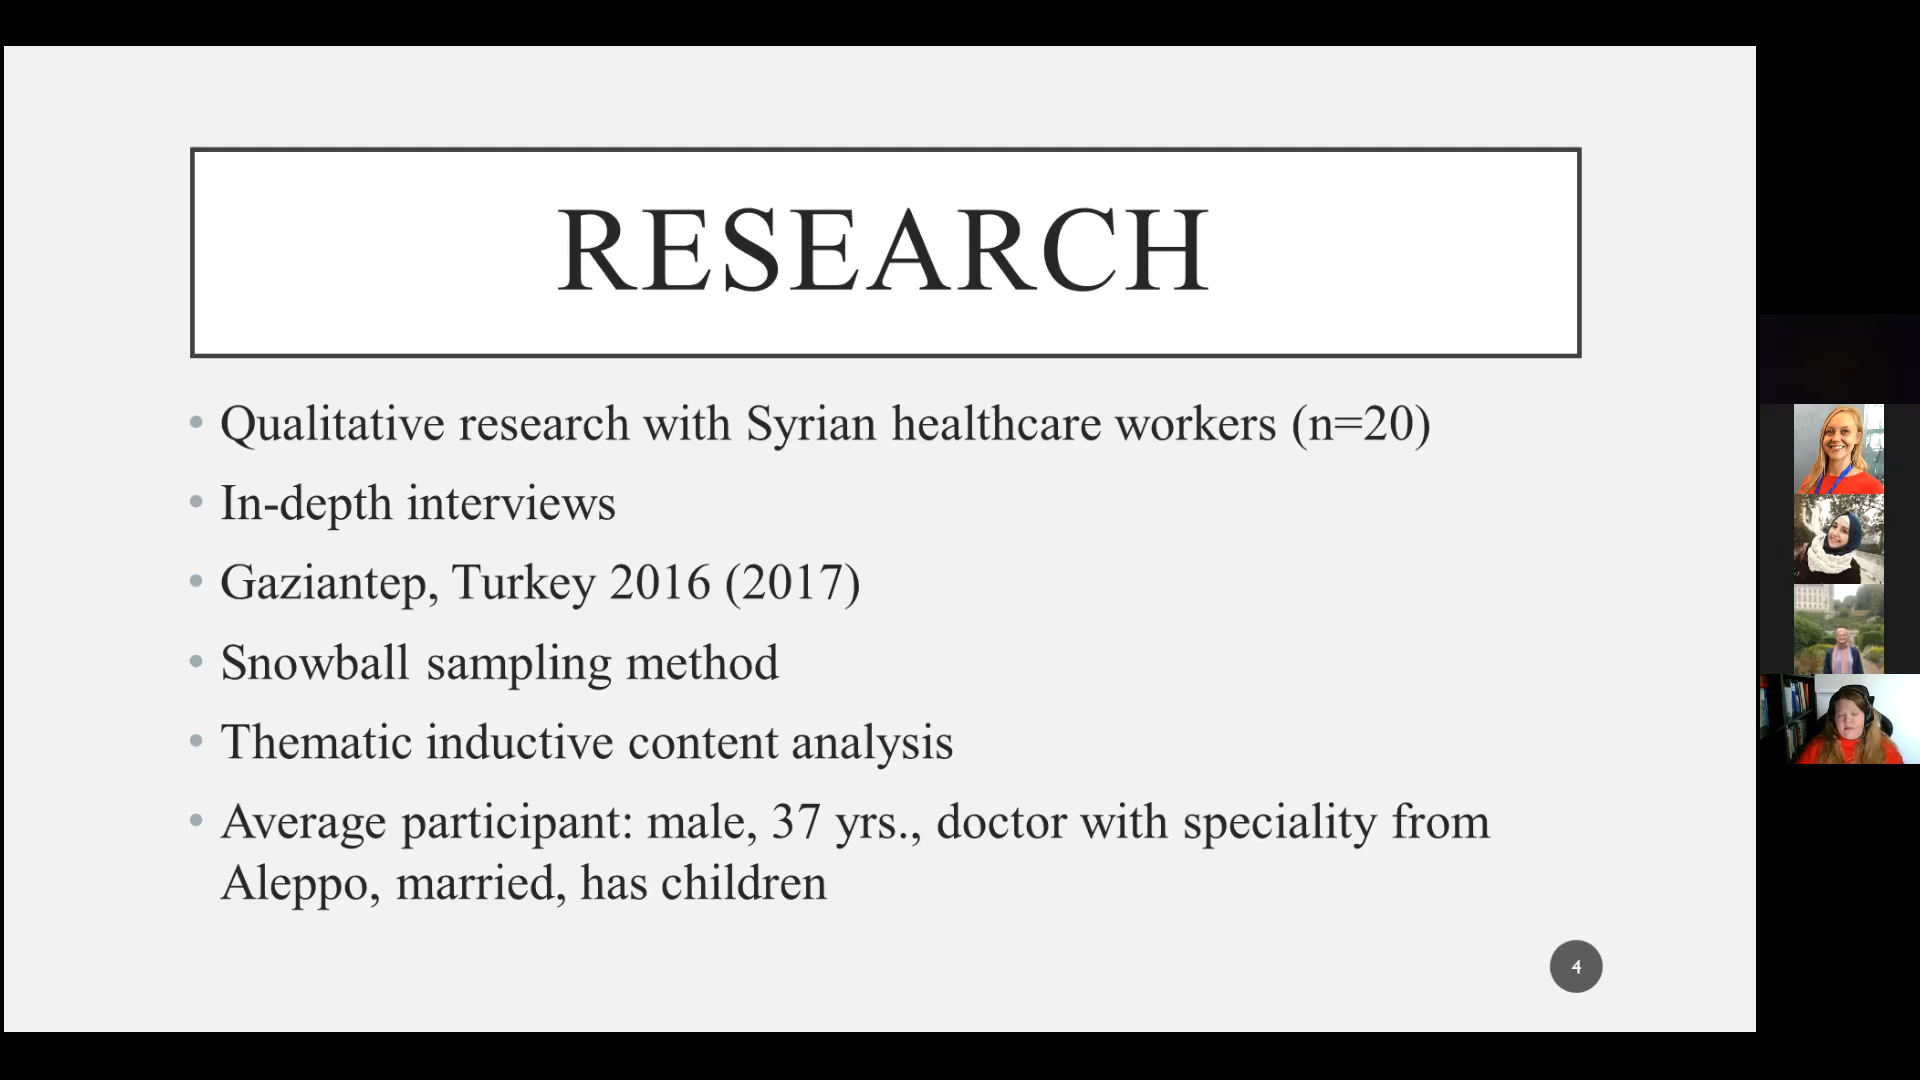 RESEARCH
• Qualitative research with Syrian healthcare workers (n=20)
• In-depth interviews
• Gaziantep, Turkey 2016 (2017)
• Snowball sampling method
• Thematic inductive content analysis
• Average participant: male, 37 yrs., doctor with speciality from
Aleppo, married, has children
4